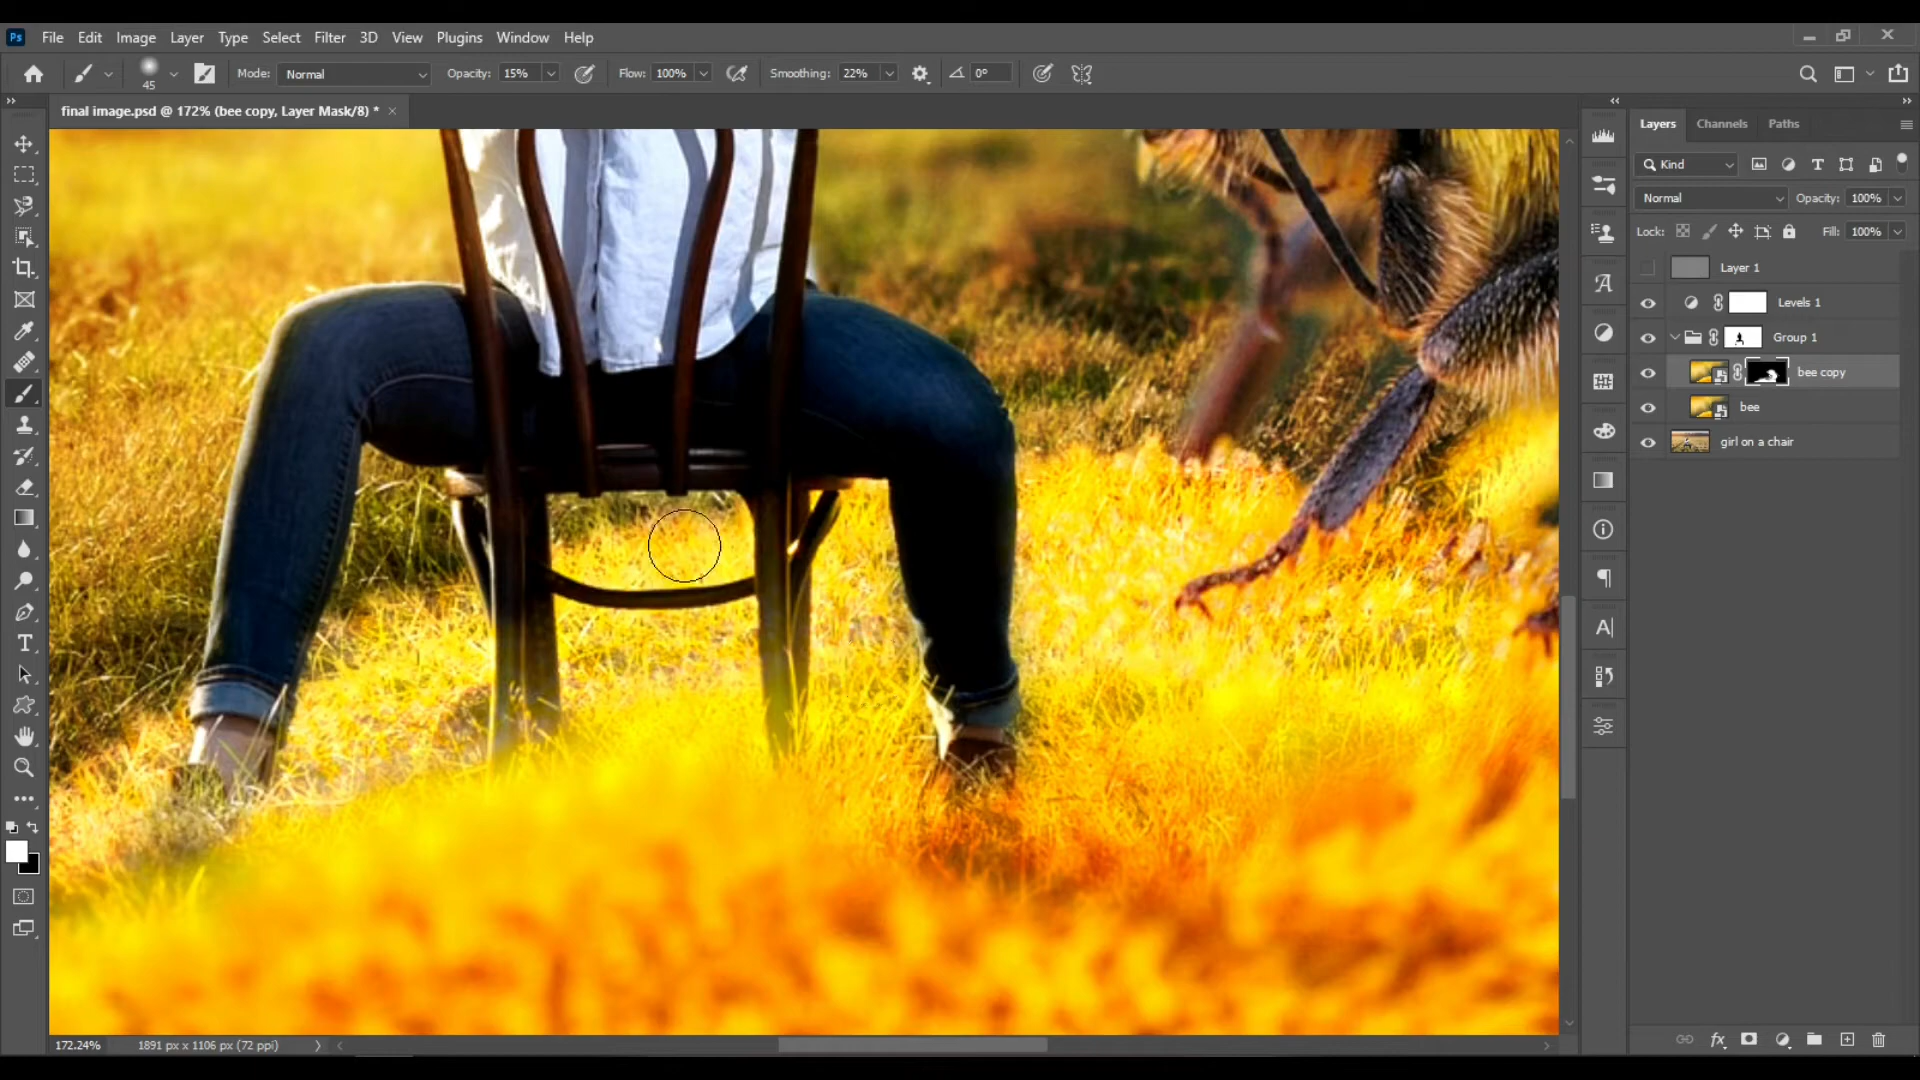 Ps File Edit Image Layer Type Select Filter 3D View Plugins Window Help
45 Mode: Normal Opacity: 15% Flow: 100% Smoothing: 22% 0°
final image.psd @ 172% (bee copy, Layer Mask/8) * ×
Layers Channels Paths
Kind
Normal Opacity: 100%
Lock: Fill: 100%
Layer 1
Levels 1
Group 1
bee copy
bee
girl on a chair
172.24% 1891 px x 1106 px (72 ppi)
fx